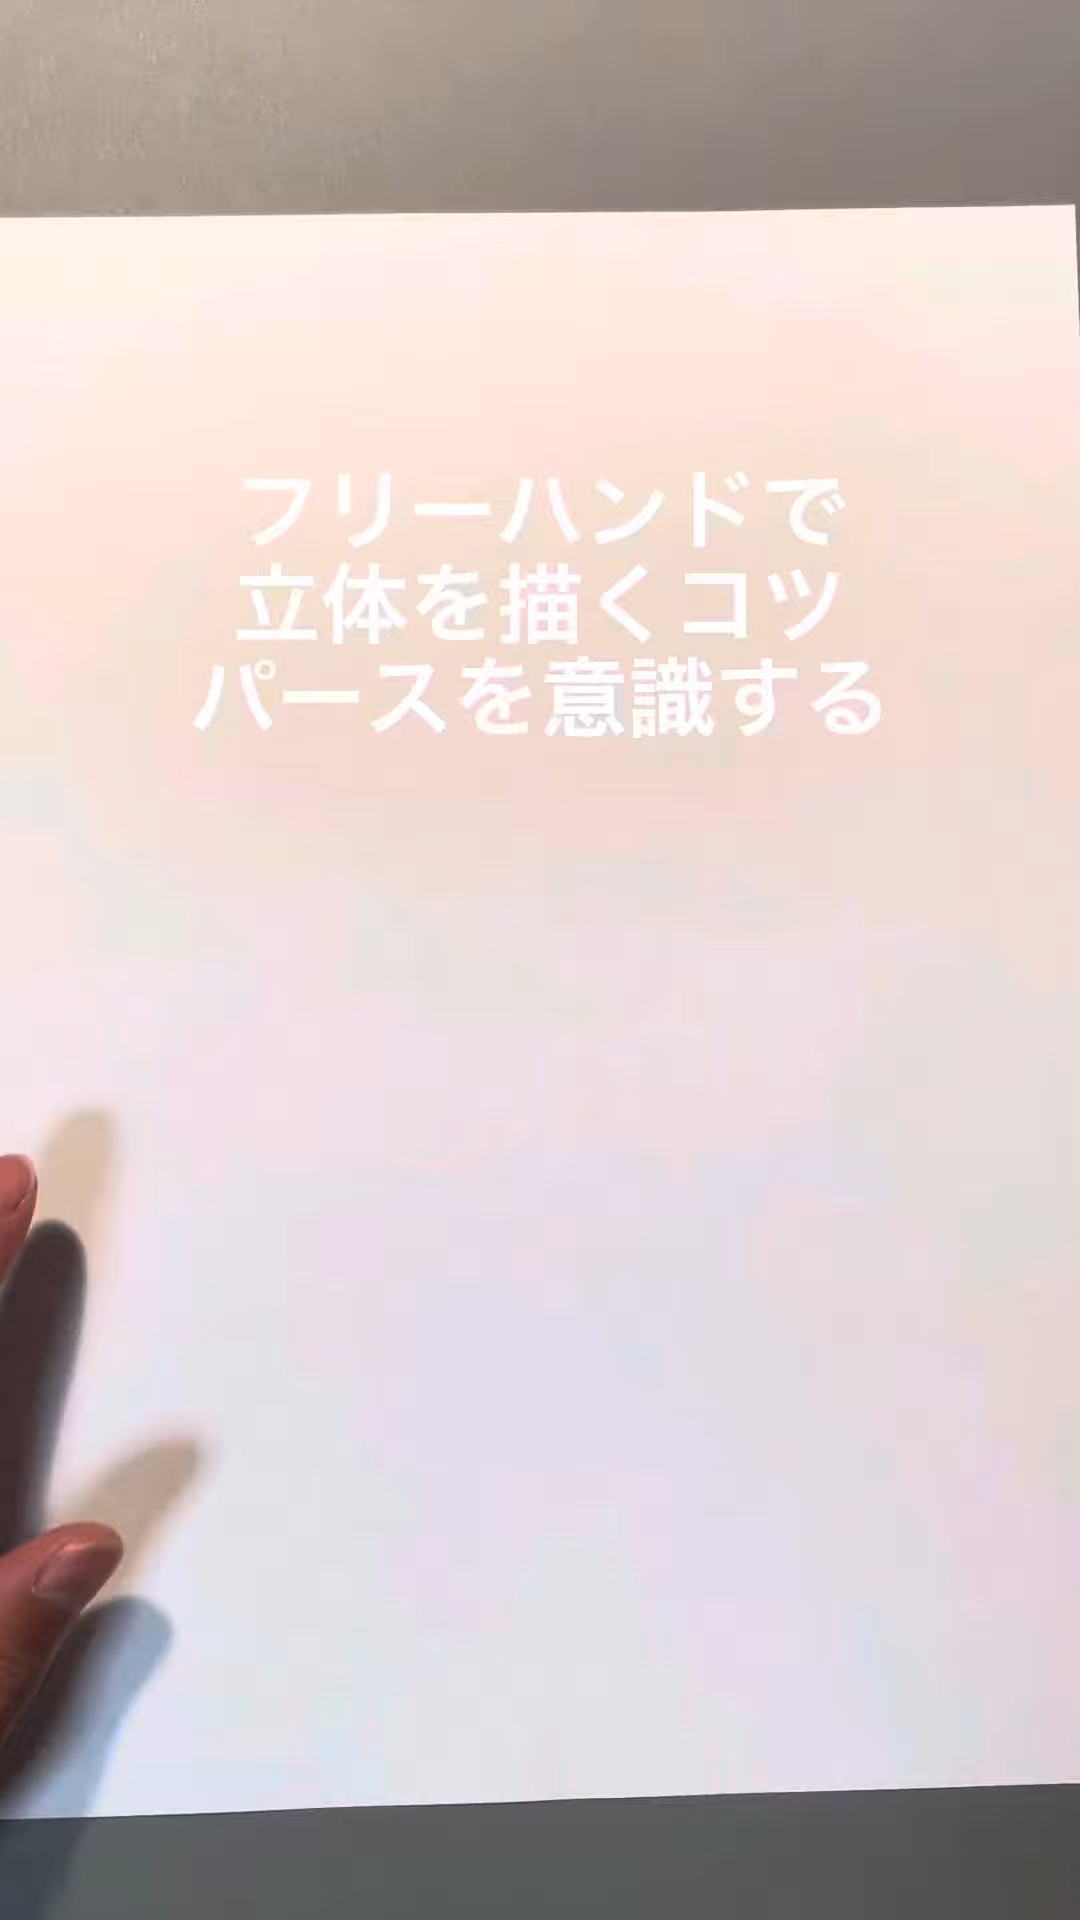 フリーハンドで
立体を描くコツ
パースを意識する